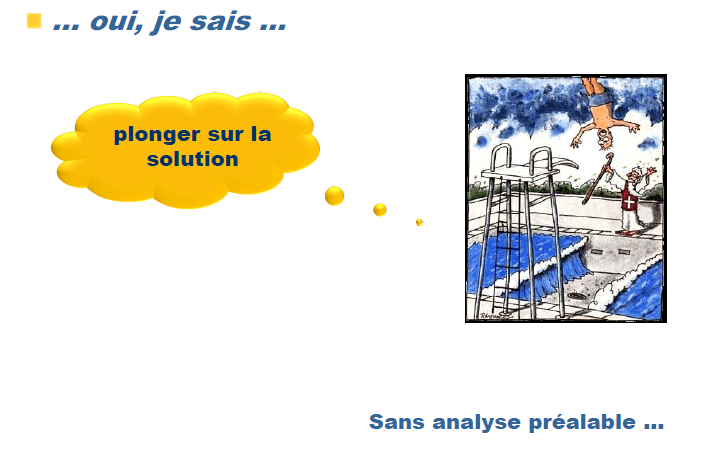 ... oui, je sais ...
plonger sur la
solution
Sans analyse préalable ...